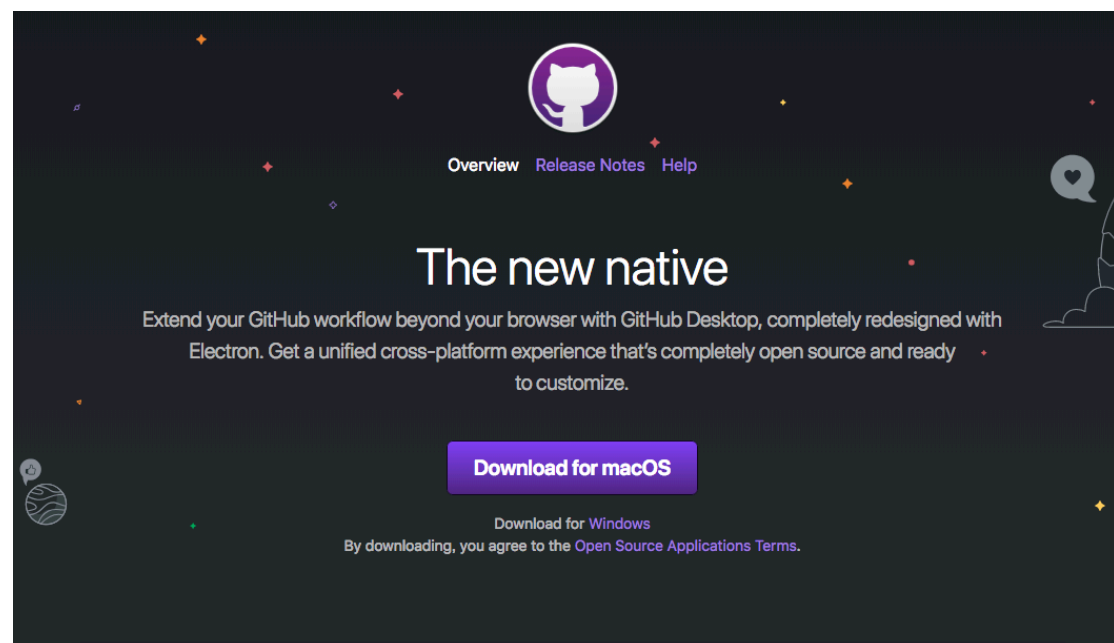 Overview Release Notes Help
The new native
Extend your GitHub workflow beyond your browser with GitHub Desktop, completely redesigned with
Electron. Get a unified cross-platform experience that's completely open source and ready
to customize.
Download for macOS
Download for Windows
By downloading, you agree to the Open Source Applications Terms.